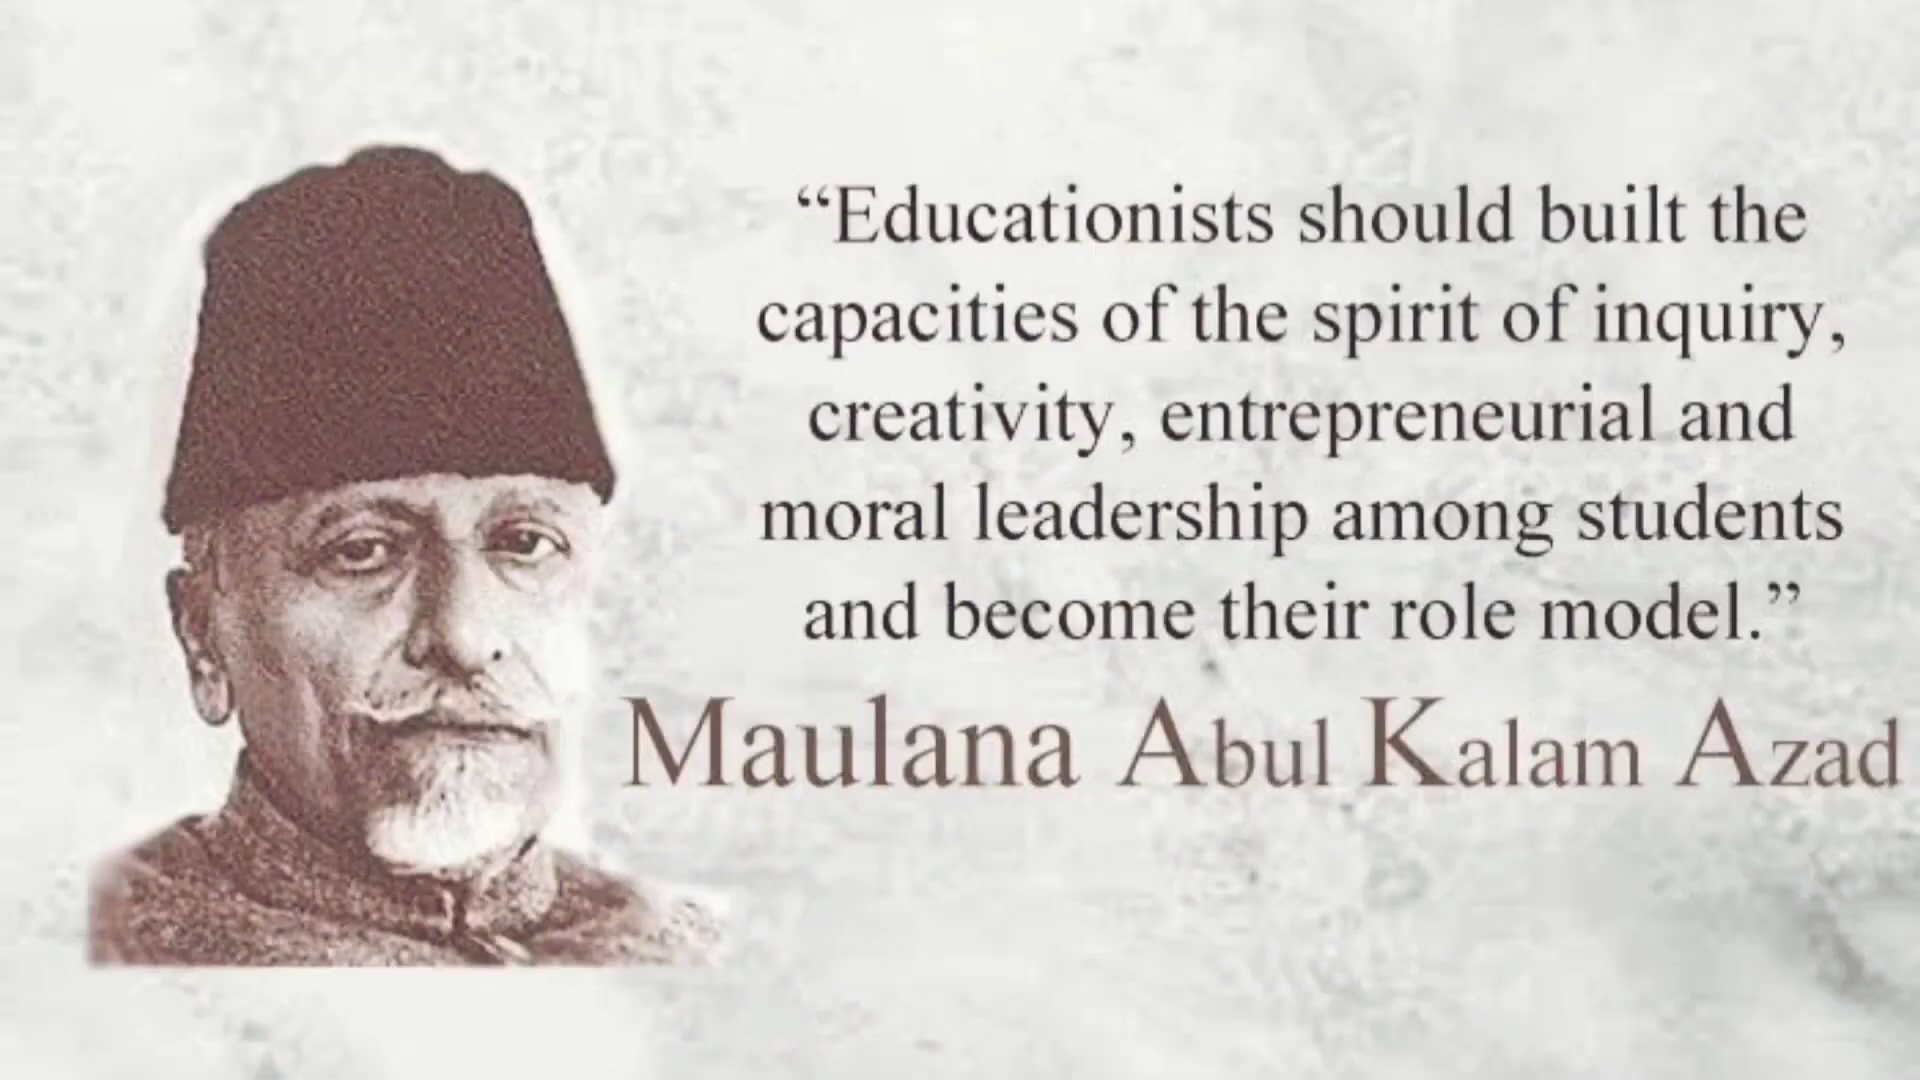 “Educationists should built the
capacities of the spirit of inquiry,
creativity, entrepreneurial and
moral leadership among students
and become their role model.”
Maulana Abul Kalam Azad